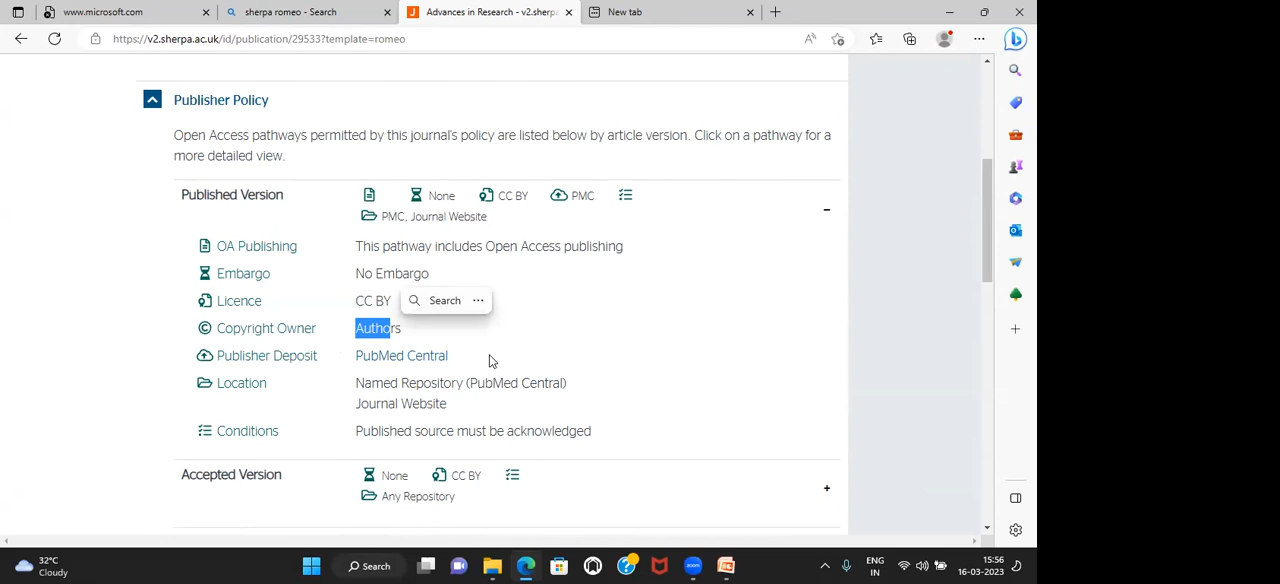 www.microsoft.com
sherpa romeo - Search
Advances in Research - v2.sherpa
New tab
https://v2.sherpa.ac.uk/id/publication/29533?template=romeo
Publisher Policy
Open Access pathways permitted by this journal's policy are listed below by article version. Click on a pathway for a
more detailed view.
Published Version
None
CC BY
PMC
PMC, Journal Website
OA Publishing
This pathway includes Open Access publishing
Embargo
No Embargo
Licence
CC BY
Search
Copyright Owner
Authors
Publisher Deposit
PubMed Central
Location
Named Repository (PubMed Central)
Journal Website
Conditions
Published source must be acknowledged
Accepted Version
None
CC BY
Any Repository
32°C
Cloudy
Search
zoom
ENG
IN
15:56
16-03-2023